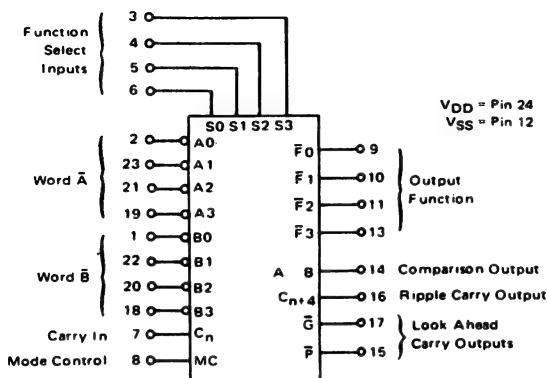 Function
Select
Inputs
3
4
5
6
S0 S1 S2 S3
VDD = Pin 24
VSS = Pin 12
Word Ā
2 A0
23 A1
21 A2
19 A3
Word B̄
1 B0
22 B1
20 B2
18 B3
Carry In 7 Cn
Mode Control 8 MC
F̄0 9
F̄1 10
F̄2 11
F̄3 13
Output
Function
A B 14 Comparison Output
Cn+4 16 Ripple Carry Output
Ḡ 17
P̄ 15
Look Ahead
Carry Outputs